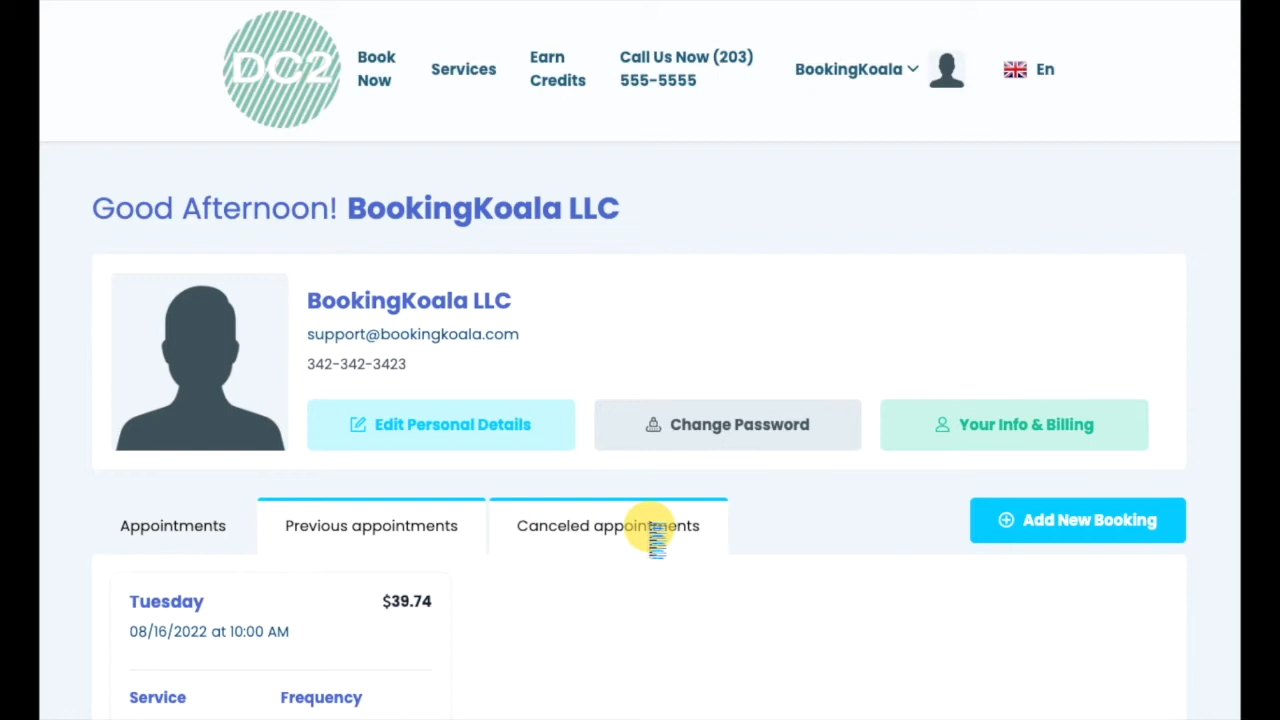 DC2
Book
Now
Services
Earn
Credits
Call Us Now (203)
555-5555
BookingKoala
En
Good Afternoon! BookingKoala LLC
BookingKoala LLC
support@bookingkoala.com
342-342-3423
Edit Personal Details
Change Password
Your Info & Billing
Appointments
Previous appointments
Canceled appointments
Add New Booking
Tuesday
$39.74
08/16/2022 at 10:00 AM
Service
Frequency